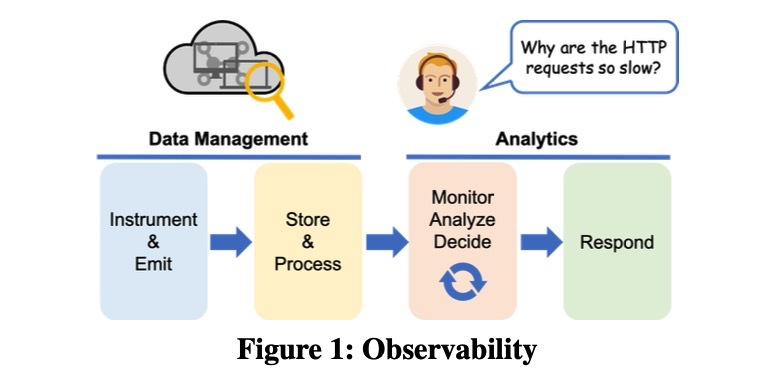 Why are the HTTP
requests so slow?
Data Management
Analytics
Instrument
&
Emit
Store
&
Process
Monitor
Analyze
Decide
Respond
Figure 1: Observability